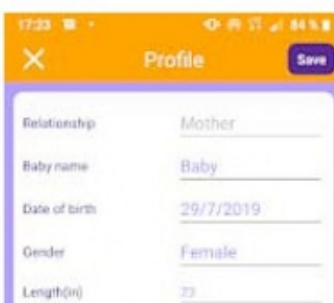 17:23 84%
Profile Save
Relationship Mother
Baby name Baby
Date of birth 29/7/2019
Gender Female
Length(in)